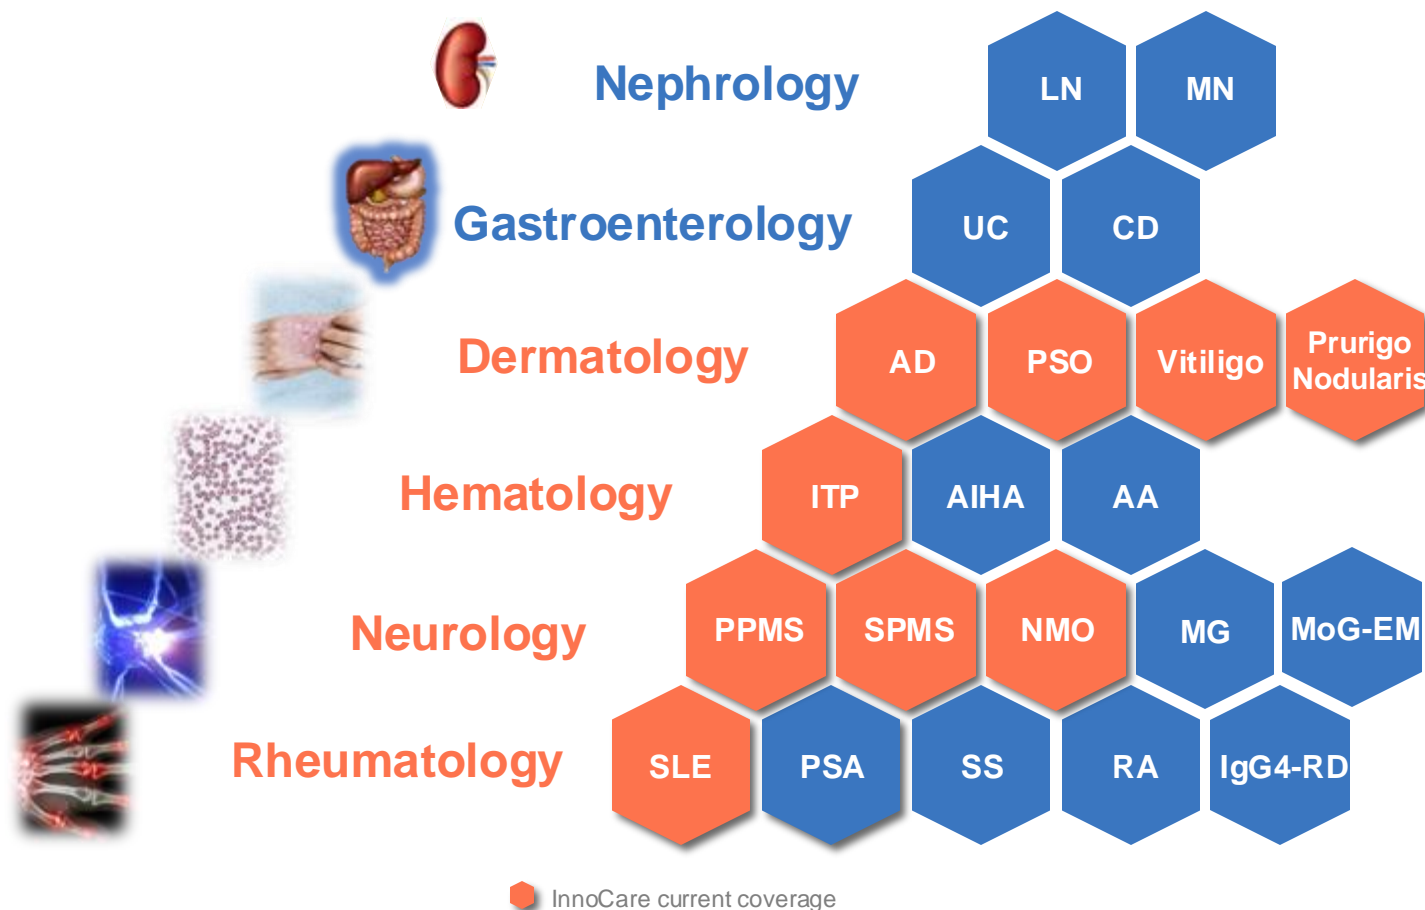 Nephrology
LN
MN
Gastroenterology
UC
CD
Dermatology
AD
PSO
Vitiligo
Prurigo
Nodularis
Hematology
ITP
AIHA
AA
Neurology
PPMS
SPMS
NMO
MG
MoG-EM
Rheumatology
SLE
PSA
SS
RA
IgG4-RD
InnoCare current coverage